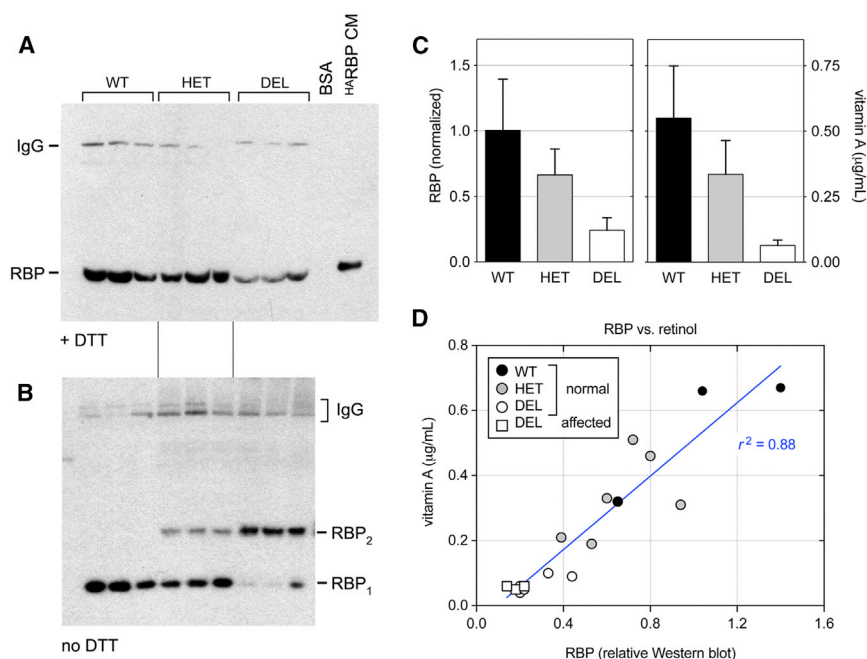 A
WT HET DEL BSA HARBP CM
IgG
RBP
+ DTT
B
IgG
RBP2
RBP1
no DTT
C
1.5
1.0
0.5
0.0
RBP (normalized)
WT HET DEL
WT HET DEL
0.75
0.50
0.25
0.00
vitamin A (µg/mL)
D
RBP vs. retinol
0.8
0.6
0.4
0.2
0.0
vitamin A (µg/mL)
WT
HET
DEL
DEL
normal
affected
r² = 0.88
0.0 0.4 0.8 1.2 1.6
RBP (relative Western blot)